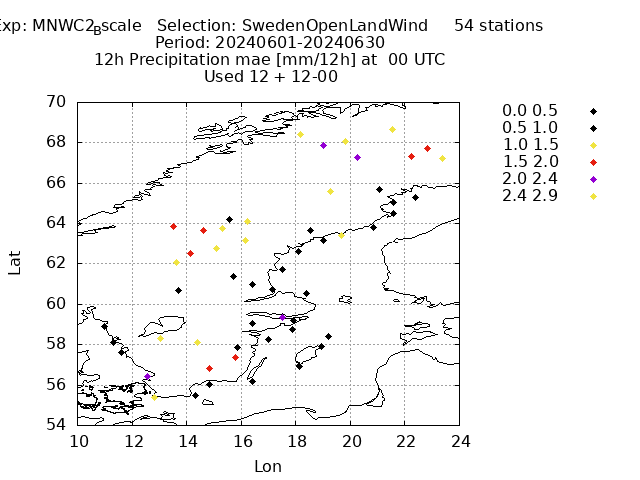 Exp: MNWC2Bscale   Selection: SwedenOpenLandWind   54 stations
Period: 20240601-20240630
12h Precipitation mae [mm/12h] at  00 UTC
Used 12 + 12-00
0.0 0.5
0.5 1.0
1.0 1.5
1.5 2.0
2.0 2.4
2.4 2.9
70
68
66
64
62
60
58
56
54
Lat
10 12 14 16 18 20 22 24
Lon